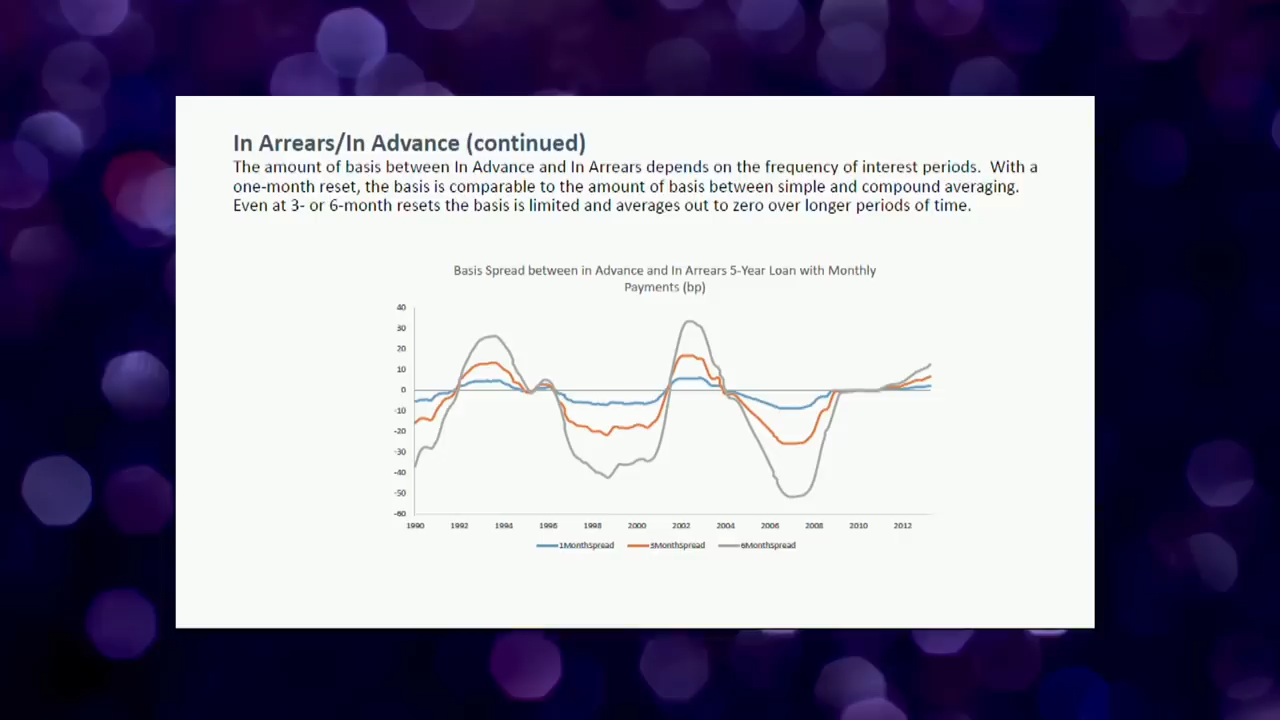 In Arrears/In Advance (continued)
The amount of basis between In Advance and In Arrears depends on the frequency of interest periods.  With a
one-month reset, the basis is comparable to the amount of basis between simple and compound averaging.
Even at 3- or 6-month resets the basis is limited and averages out to zero over longer periods of time.
Basis Spread between in Advance and In Arrears 5-Year Loan with Monthly
Payments (bp)
40
30
20
10
0
-10
-20
-30
-40
-50
-60
1990 1992 1994 1996 1998 2000 2002 2004 2006 2008 2010 2012
1Monthspread 3Monthspread 6Monthspread